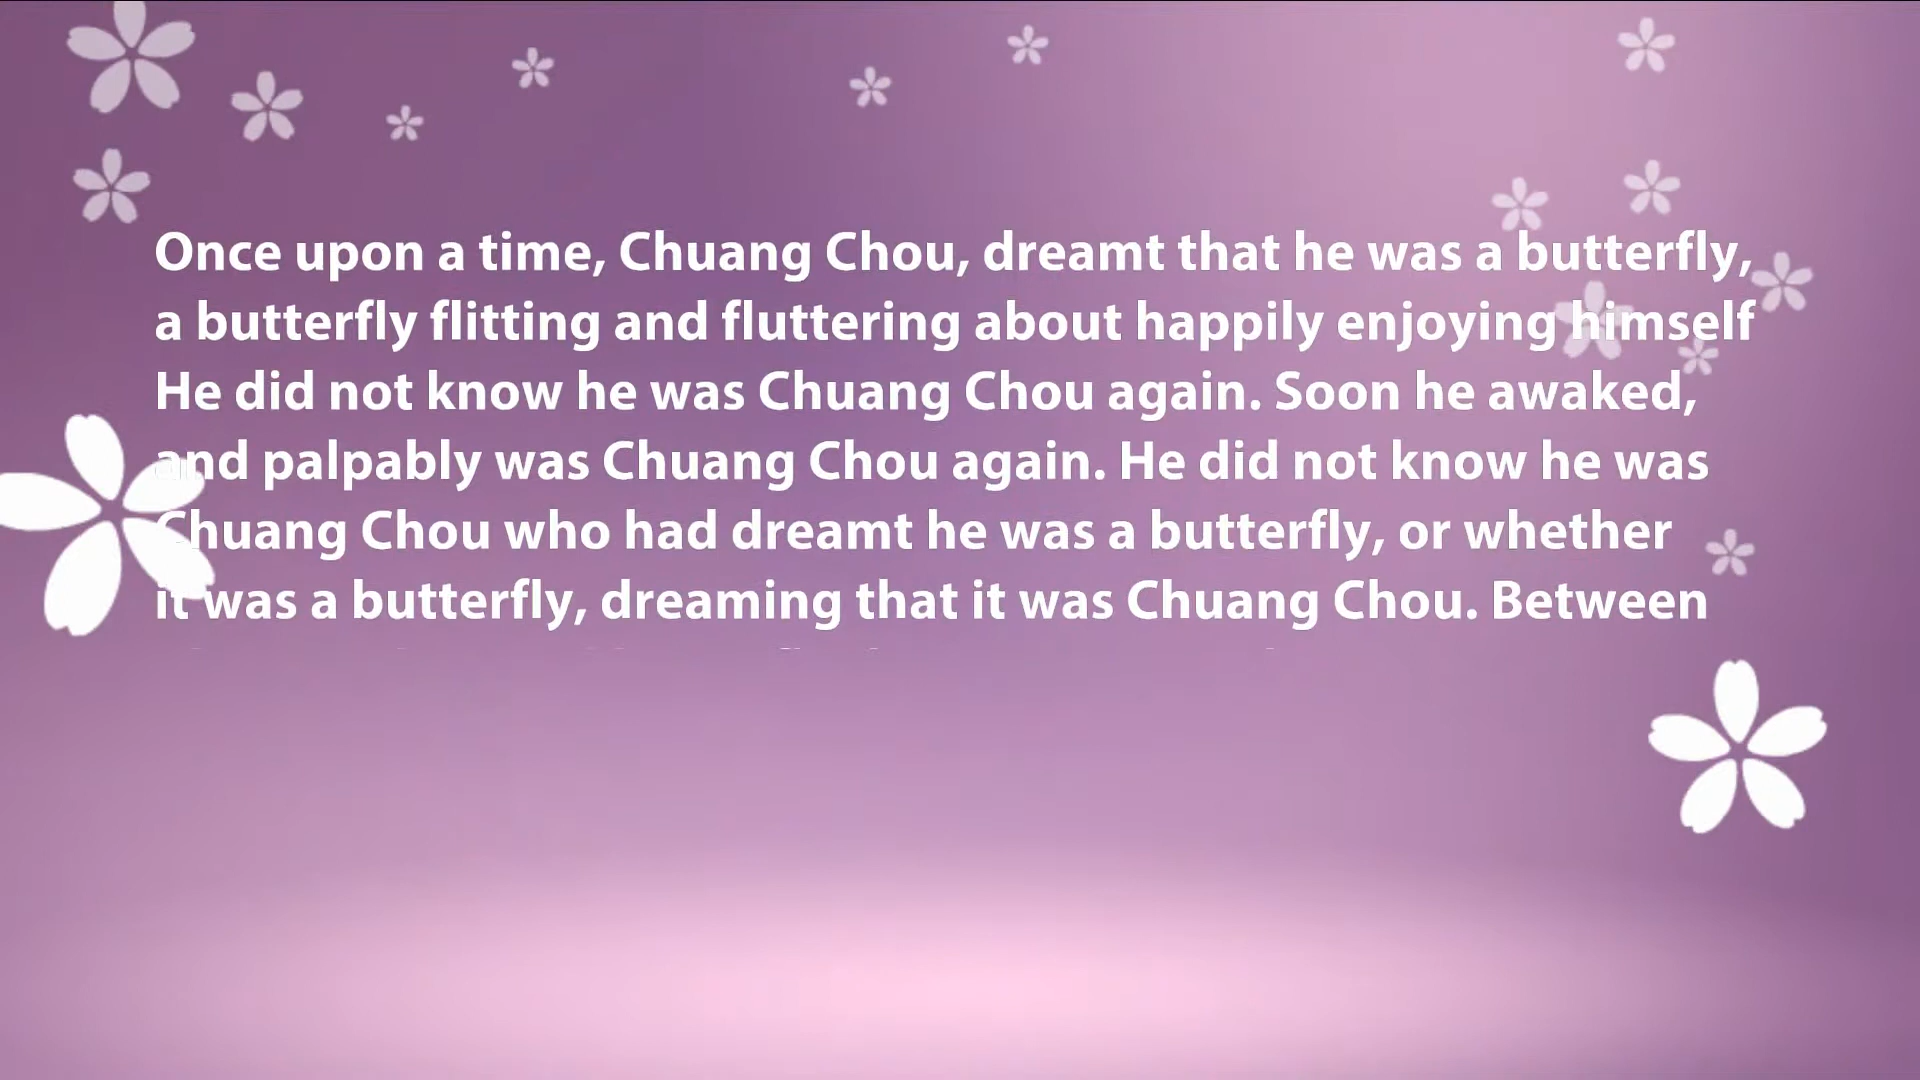 Once upon a time, Chuang Chou, dreamt that he was a butterfly,
a butterfly flitting and fluttering about happily enjoying himself
He did not know he was Chuang Chou again. Soon he awaked,
and palpably was Chuang Chou again. He did not know he was
Chuang Chou who had dreamt he was a butterfly, or whether
it was a butterfly, dreaming that it was Chuang Chou. Between